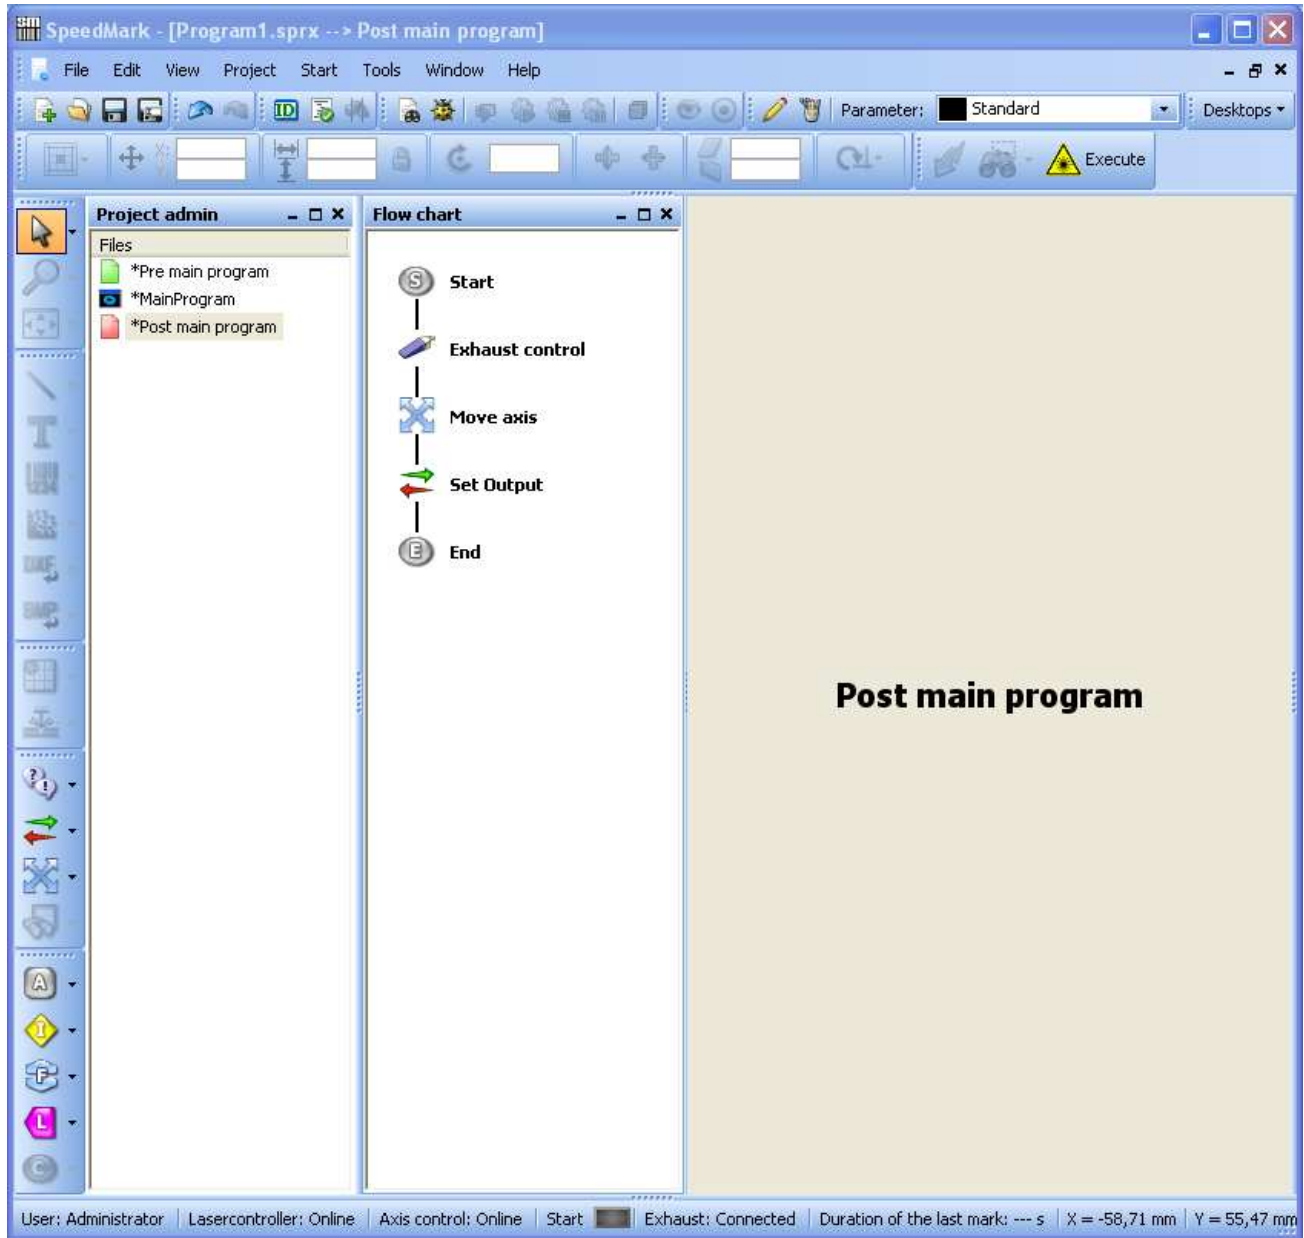 SpeedMark - [Program1.sprx --> Post main program]
File Edit View Project Start Tools Window Help
ID Parameter: Standard Desktops
X: Y: Execute
Project admin
Files
*Pre main program
*MainProgram
*Post main program
Flow chart
S Start
Exhaust control
Move axis
Set Output
E End
Post main program
T
DXF
BMP
A
I
F
L
C
User: Administrator Lasercontroller: Online Axis control: Online Start Exhaust: Connected Duration of the last mark: --- s X = -58,71 mm Y = 55,47 mm